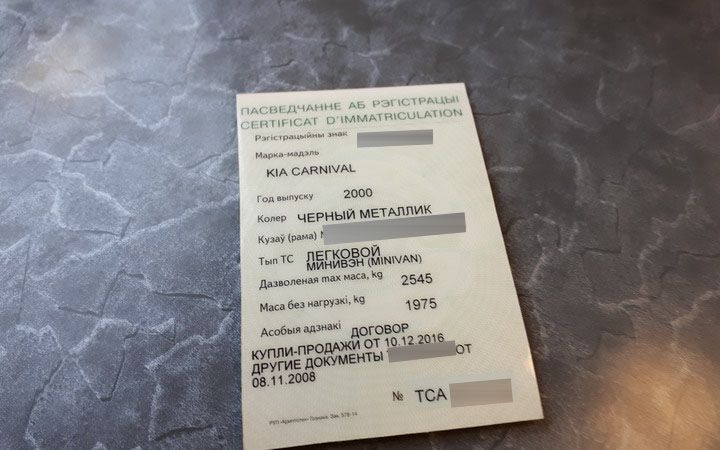 ПАСВЕДЧАННЕ АБ РЭГІСТРАЦЫІ
CERTIFICAT D'IMMATRICULATION
Рэгістрацыйны знак
Марка-мадэль
KIA CARNIVAL
Год выпуску 2000
Колер ЧЕРНЫЙ МЕТАЛЛИК
Кузаў (рама)
Тып ТС ЛЕГКОВОЙ
МИНИВЭН (MINIVAN)
Дазволеная max маса, kg 2545
Маса без нагрузкі, kg 1975
Асобыя адзнакі ДОГОВОР
КУПЛИ-ПРОДАЖИ ОТ 10.12.2016
ДРУГИЕ ДОКУМЕНТЫ ОТ
08.11.2008
№ ТСА